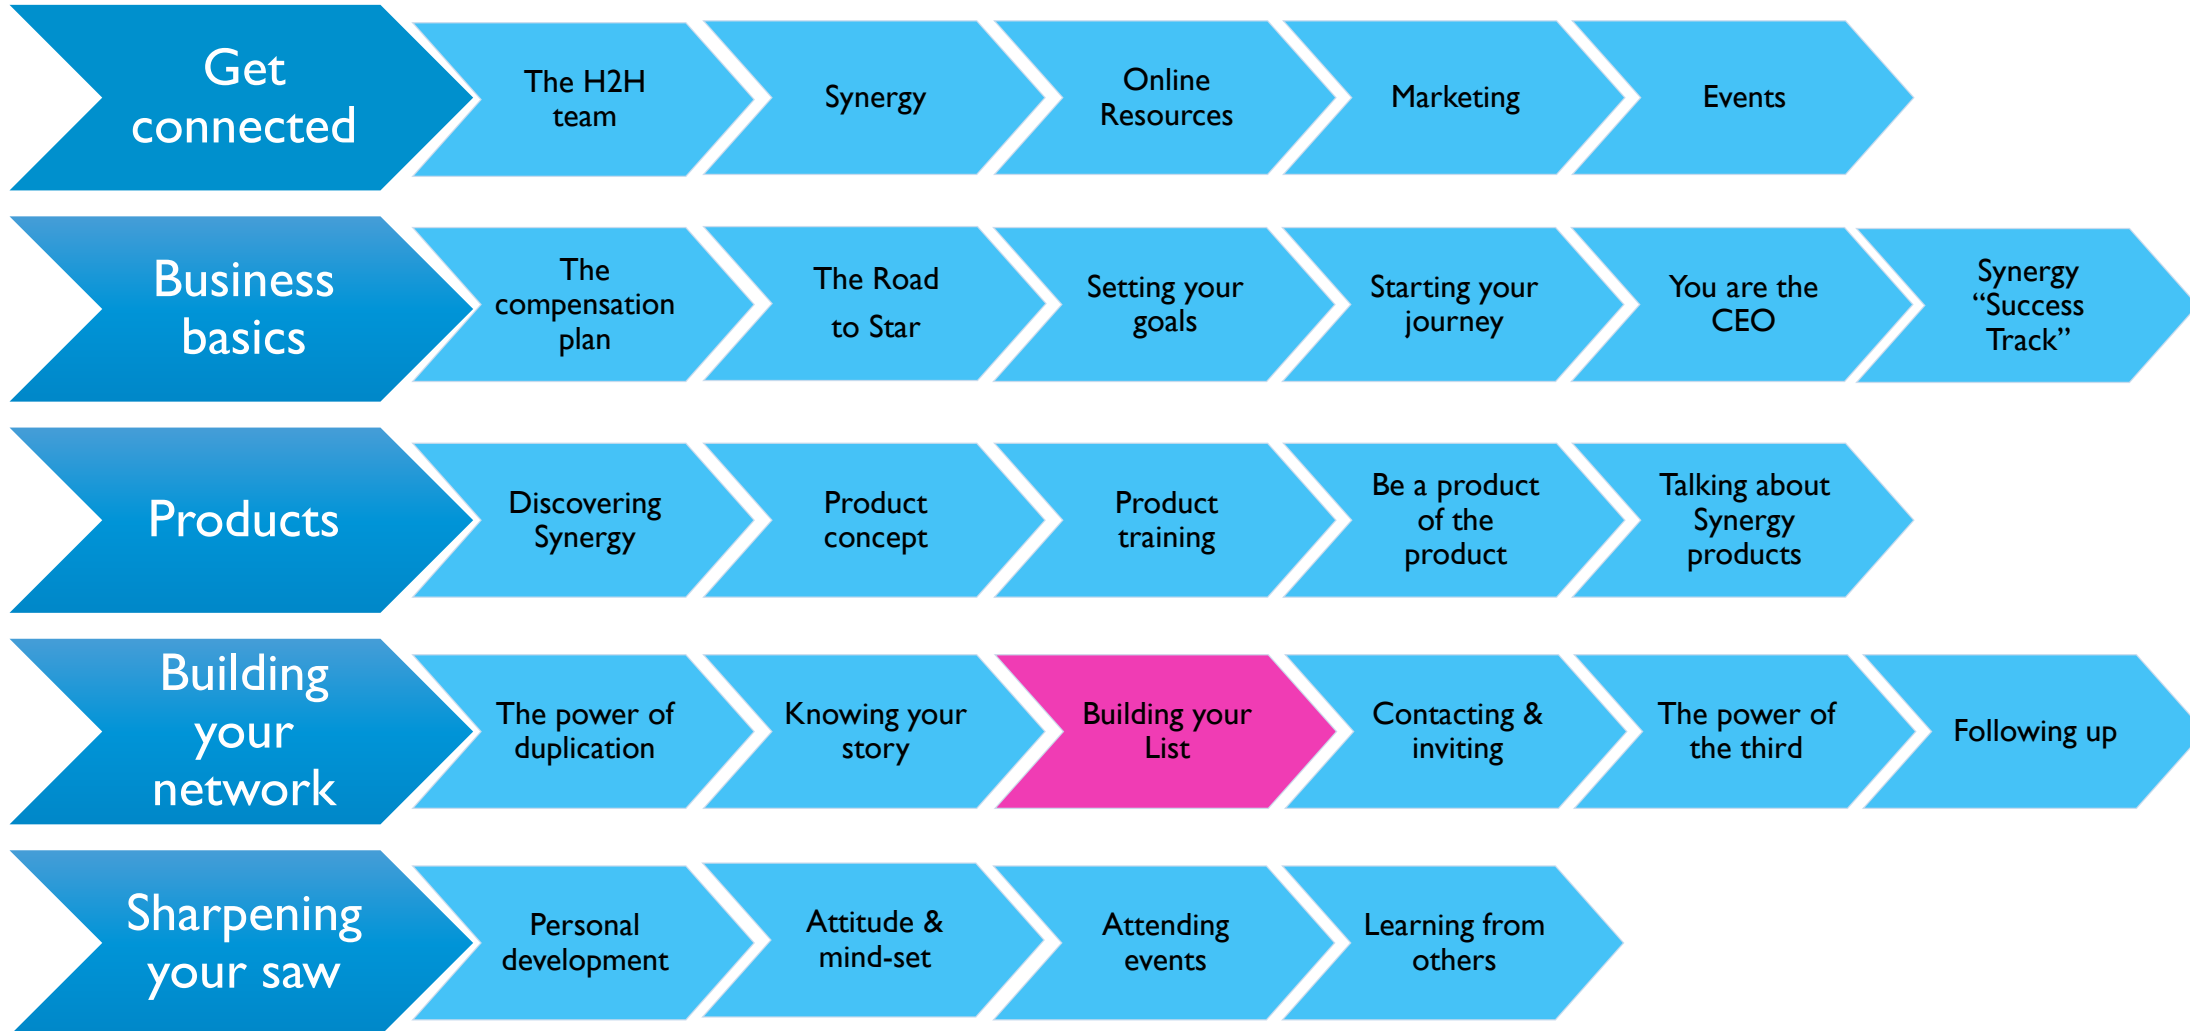 Get
connected
The H2H
team
Synergy
Online
Resources
Marketing
Events
Business
basics
The
compensation
plan
The Road
to Star
Setting your
goals
Starting your
journey
You are the
CEO
Synergy
“Success
Track”
Products
Discovering
Synergy
Product
concept
Product
training
Be a product
of the
product
Talking about
Synergy
products
Building
your
network
The power of
duplication
Knowing your
story
Building your
List
Contacting &
inviting
The power of
the third
Following up
Sharpening
your saw
Personal
development
Attitude &
mind-set
Attending
events
Learning from
others